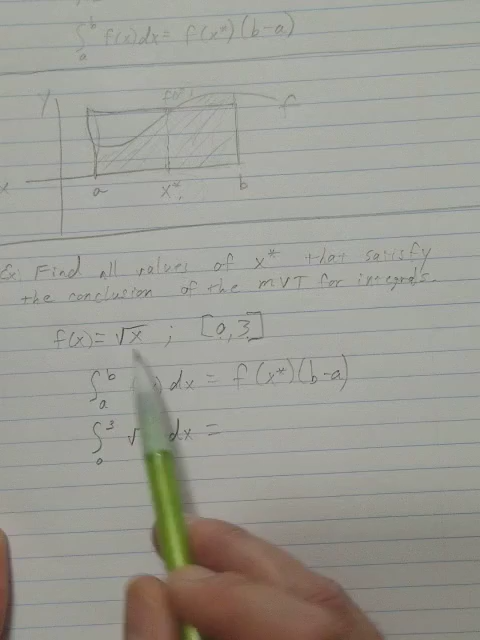 ∫ₐᵇ f(x)dx = f(x*)(b-a)
y
f
a x* b
Ex: Find all values of x* that satisfy
the conclusion of the MVT for integrals.
f(x) = √x ; [0,3]
∫ₐᵇ dx = f(x*)(b-a)
∫₀³ √ dx =